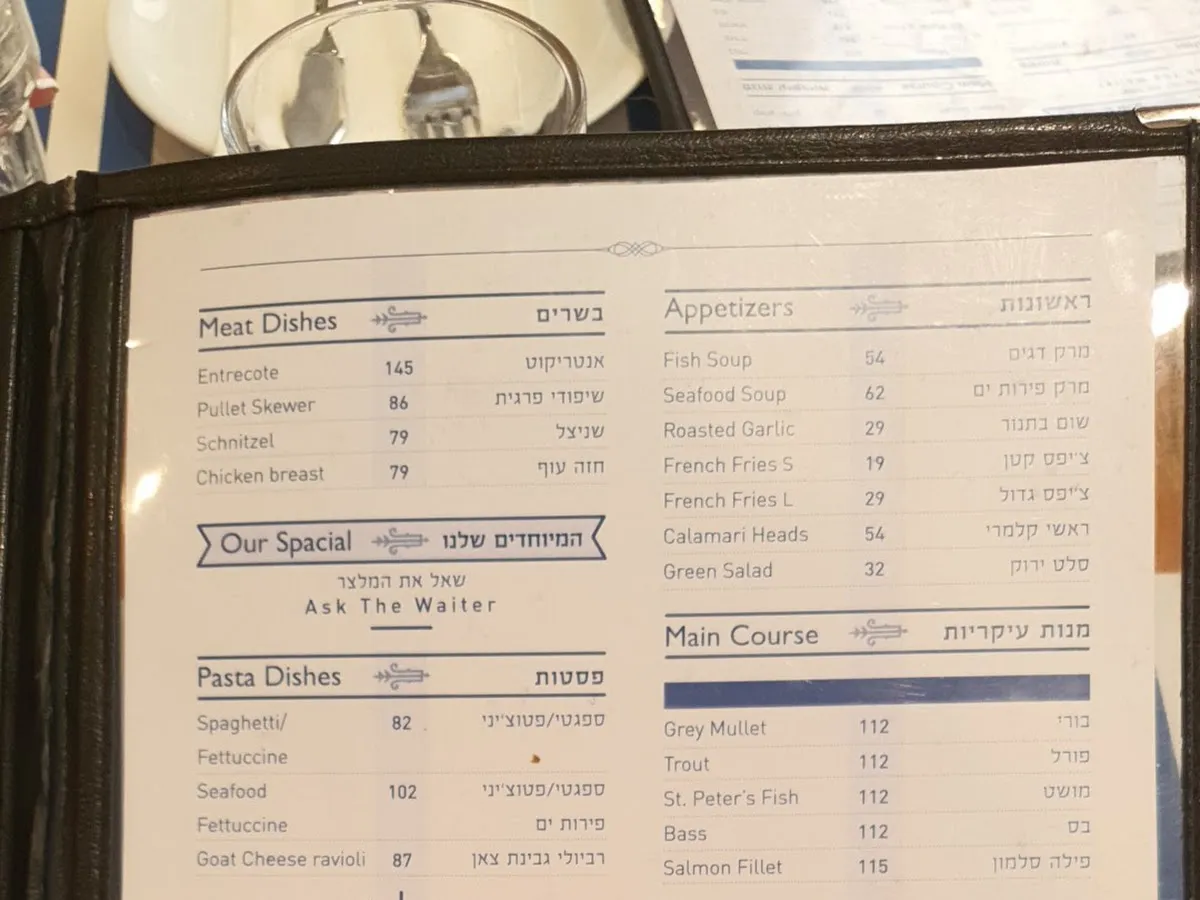 Meat Dishes בשרים
Entrecote 145 אנטריקוט
Pullet Skewer 86 שיפודי פרגית
Schnitzel 79 שניצל
Chicken breast 79 חזה עוף
Our Spacial המיוחדים שלנו
שאל את המלצר
Ask The Waiter
Pasta Dishes פסטות
Spaghetti/ 82 ספגטי/פטוצ'יני
Fettuccine
Seafood 102 ספגטי/פטוצ'יני
Fettuccine פירות ים
Goat Cheese ravioli 87 רביולי גבינת צאן
Appetizers ראשונות
Fish Soup 54 מרק דגים
Seafood Soup 62 מרק פירות ים
Roasted Garlic 29 שום בתנור
French Fries S 19 צ'יפס קטן
French Fries L 29 צ'יפס גדול
Calamari Heads 54 ראשי קלמרי
Green Salad 32 סלט ירוק
Main Course מנות עיקריות
Grey Mullet 112 בורי
Trout 112 פורל
St. Peter's Fish 112 מושט
Bass 112 בס
Salmon Fillet 115 פילה סלמון